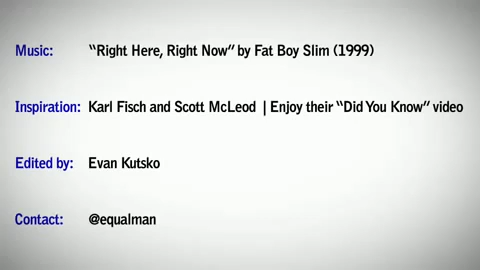 Music: “Right Here, Right Now” by Fat Boy Slim (1999)
Inspiration: Karl Fisch and Scott McLeod | Enjoy their “Did You Know” video
Edited by: Evan Kutsko
Contact: @equalman